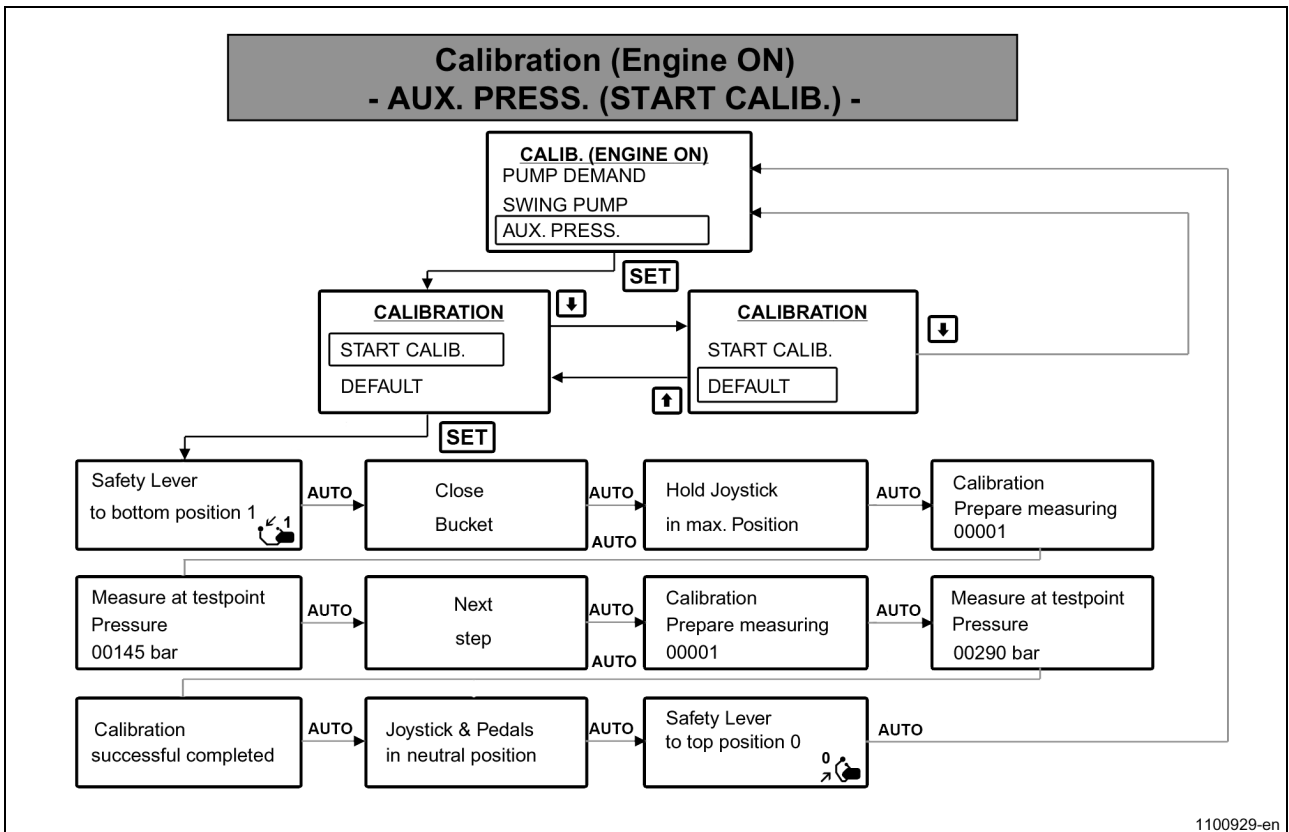 Calibration (Engine ON)
- AUX. PRESS. (START CALIB.) -
CALIB. (ENGINE ON)
PUMP DEMAND
SWING PUMP
AUX. PRESS.
SET
CALIBRATION
START CALIB.
DEFAULT
CALIBRATION
START CALIB.
DEFAULT
SET
Safety Lever
to bottom position 1
1
AUTO
Close
Bucket
AUTO
AUTO
Hold Joystick
in max. Position
AUTO
Calibration
Prepare measuring
00001
Measure at testpoint
Pressure
00145 bar
AUTO
Next
step
AUTO
AUTO
Calibration
Prepare measuring
00001
AUTO
Measure at testpoint
Pressure
00290 bar
Calibration
successful completed
AUTO
Joystick & Pedals
in neutral position
AUTO
Safety Lever
to top position 0
0
AUTO
1100929-en